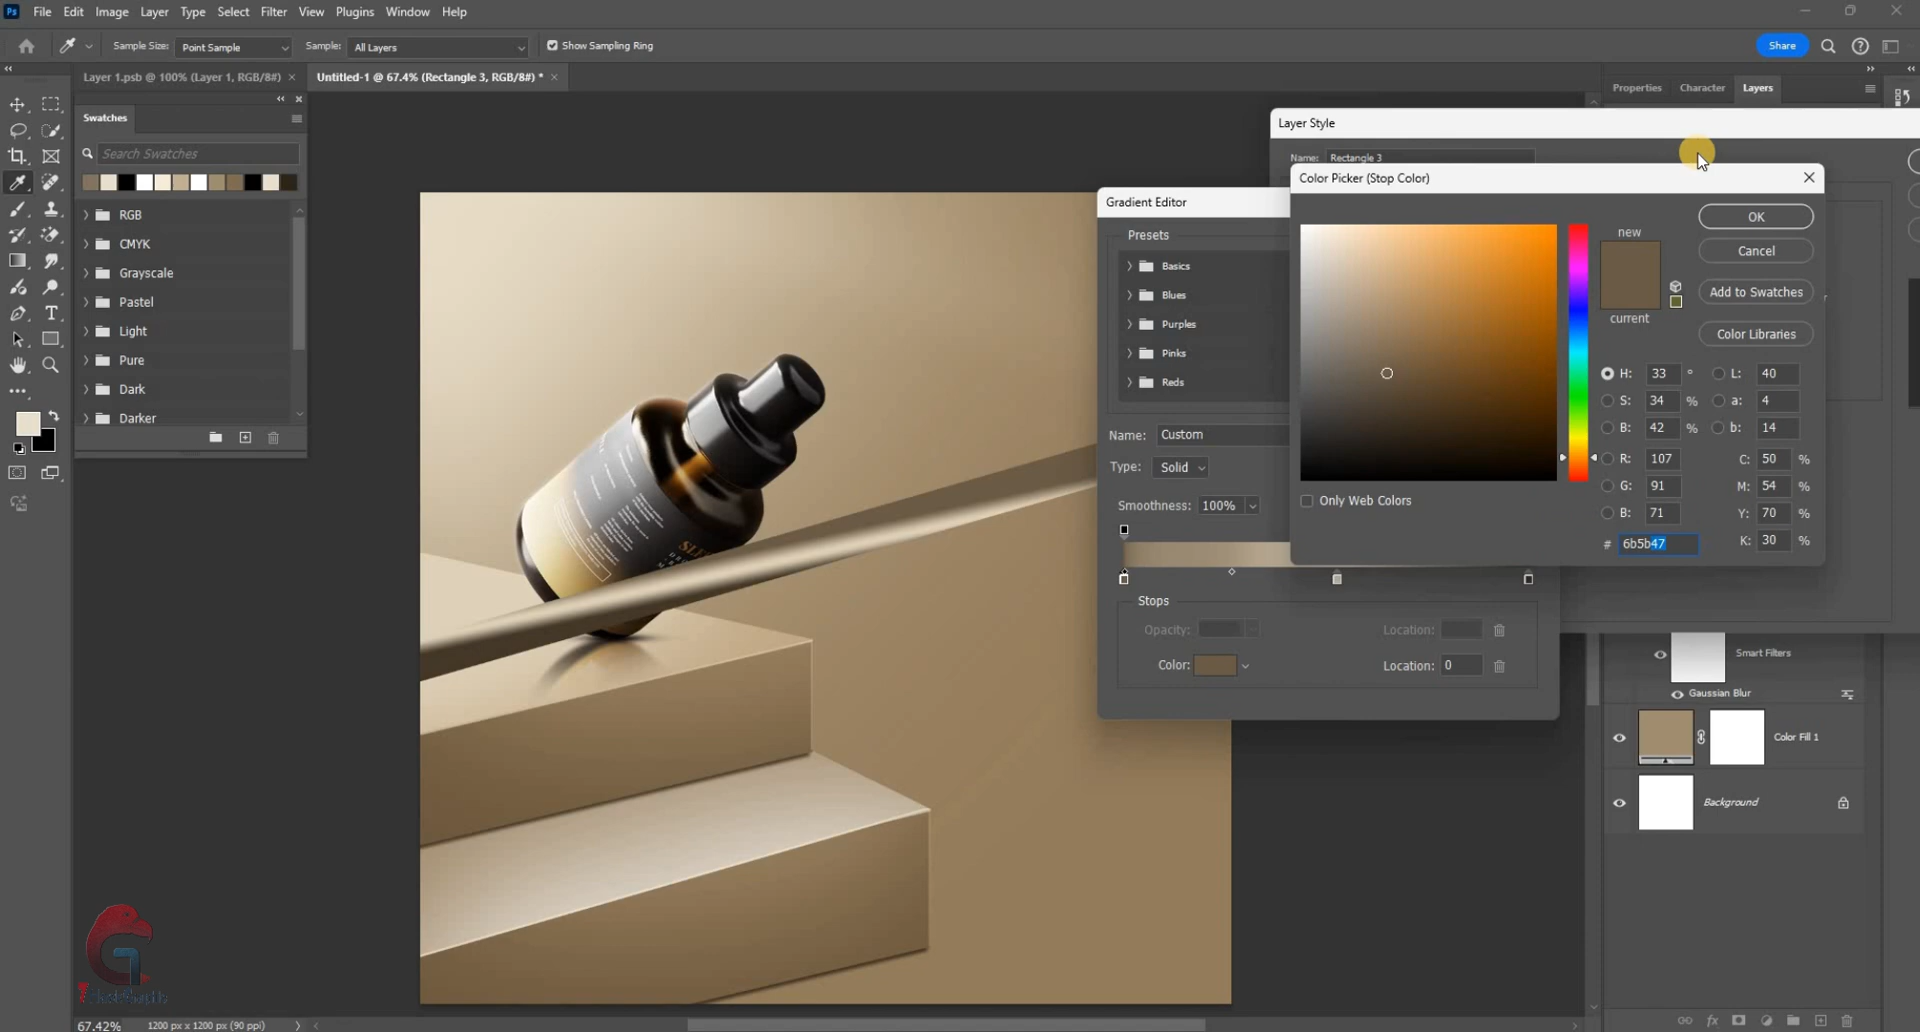 Ps File Edit Image Layer Type Select Filter View Plugins Window Help
Sample Size: Point Sample Sample: All Layers Show Sampling Ring Share
Layer 1.psb @ 100% (Layer 1, RGB/8#) × Untitled-1 @ 67.4% (Rectangle 3, RGB/8#) * ×
Properties Character Layers
Swatches
Search Swatches
RGB
CMYK
Grayscale
Pastel
Light
Pure
Dark
Darker
Layer Style
Name: Rectangle 3
Color Picker (Stop Color)
OK
new
Cancel
Add to Swatches
current
Color Libraries
H: 33 ° L: 40
S: 34 % a: 4
B: 42 % b: 14
R: 107 C: 50 %
G: 91 M: 54 %
B: 71 Y: 70 %
# 6b5b47 K: 30 %
Only Web Colors
Gradient Editor
Presets
Basics
Blues
Purples
Pinks
Reds
Name: Custom
Type: Solid
Smoothness: 100%
Stops
Opacity: Location:
Color: Location: 0
Smart Filters
Gaussian Blur
Color Fill 1
Background
fx
67.42% 1200 px x 1200 px (90 ppi)